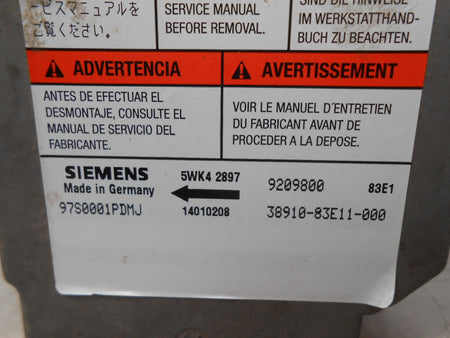 ービスマニュアルを
ご覧ください。
SERVICE MANUAL
BEFORE REMOVAL.
SIND DIE HINWEISE
IM WERKSTATTHAND-
BUCH ZU BEACHTEN.
ADVERTENCIA
ANTES DE EFECTUAR EL
DESMONTAJE, CONSULTE EL
MANUAL DE SERVICIO DEL
FABRICANTE.
AVERTISSEMENT
VOIR LE MANUEL D'ENTRETIEN
DU FABRICANT AVANT DE
PROCEDER A LA DEPOSE.
SIEMENS 5WK4 2897 9209800 83E1
Made in Germany
97S0001PDMJ 14010208 38910-83E11-000